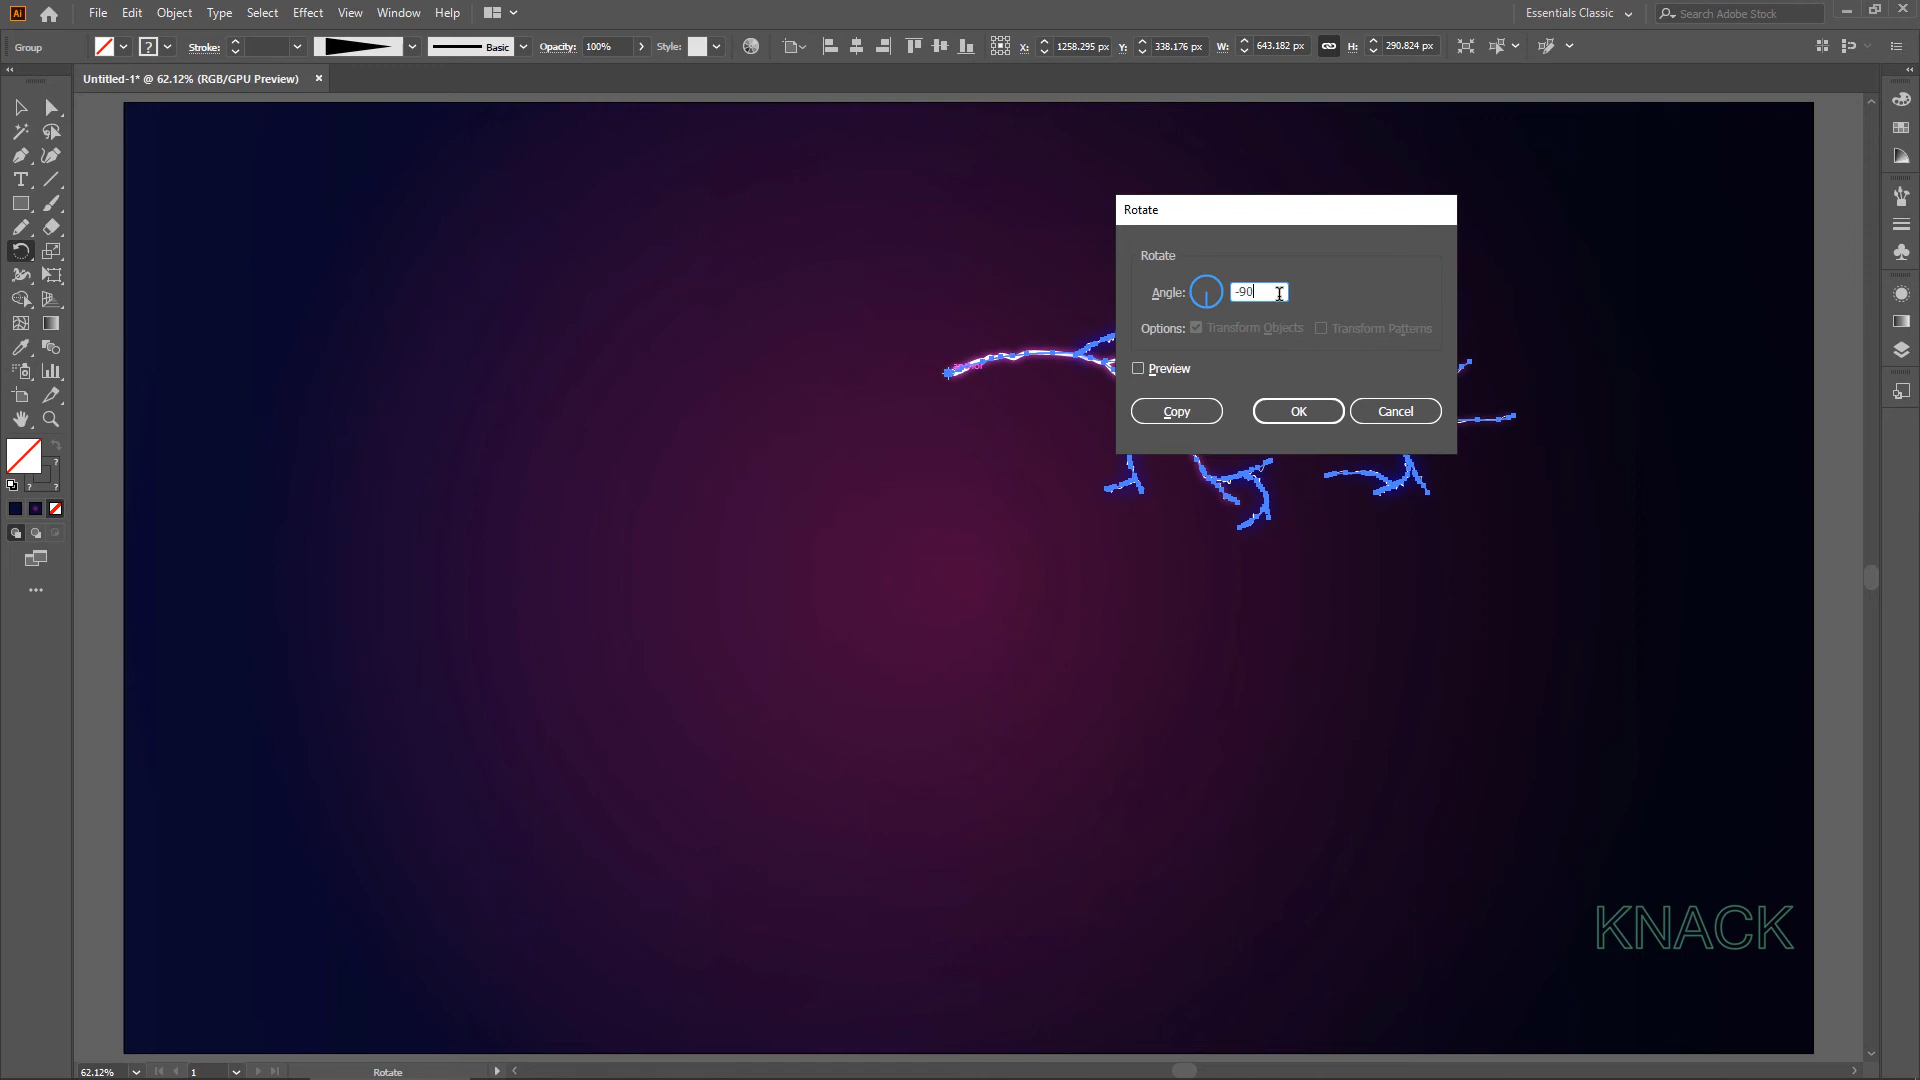 Ai File Edit Object Type Select Effect View Window Help Essentials Classic Search Adobe Stock
Group ? Stroke: Basic Opacity: 100% Style: X: 1258.295 px Y: 338.176 px W: 643.182 px H: 290.824 px
Untitled-1* @ 62.12% (RGB/GPU Preview) ×
Rotate
Rotate
Angle: -90
Options: Transform Objects Transform Patterns
Preview
Copy OK Cancel
anchor
T
?
? ?
KNACK
62.12% 1 Rotate